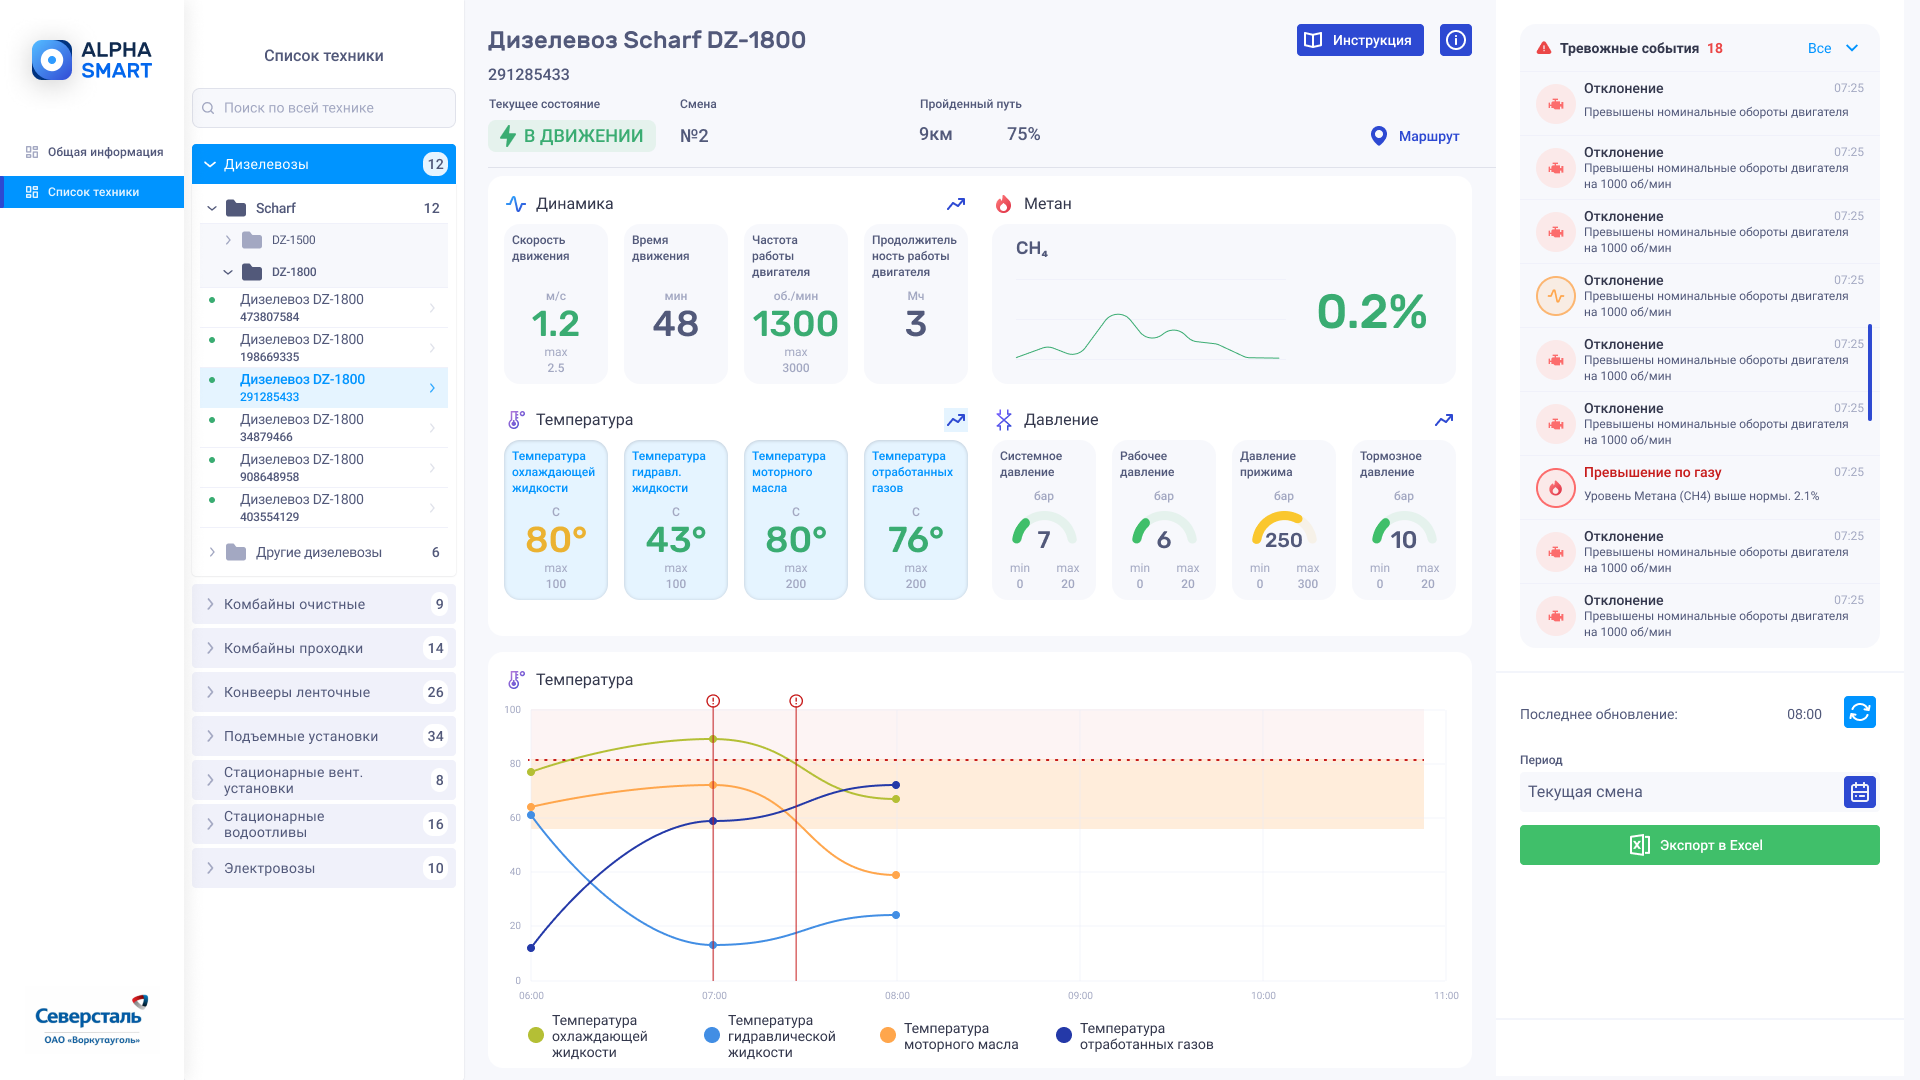 ALPHA
SMART
Общая информация
Список техники
Северсталь
ОАО «Воркутауголь»
Список техники
Поиск по всей технике
Дизелевозы 12
Scharf 12
DZ-1500
DZ-1800
Дизелевоз DZ-1800
473807584
Дизелевоз DZ-1800
198669335
Дизелевоз DZ-1800
291285433
Дизелевоз DZ-1800
34879466
Дизелевоз DZ-1800
908648958
Дизелевоз DZ-1800
403554129
Другие дизелевозы 6
Комбайны очистные 9
Комбайны проходки 14
Конвееры ленточные 26
Подъемные установки 34
Стационарные вент.
установки 8
Стационарные
водоотливы 16
Электровозы 10
Дизелевоз Scharf DZ-1800
291285433
Инструкция
Текущее состояние
В ДВИЖЕНИИ
Смена
№2
Пройденный путь
9км 75%
Маршрут
Динамика
Скорость
движения
м/с
1.2
max
2.5
Время
движения
мин
48
Частота
работы
двигателя
об./мин
1300
max
3000
Продолжитель
ность работы
двигателя
Мч
3
Метан
CH₄
0.2%
Температура
Температура
охлаждающей
жидкости
C
80°
max
100
Температура
гидравл.
жидкости
C
43°
max
100
Температура
моторного
масла
C
80°
max
200
Температура
отработанных
газов
C
76°
max
200
Давление
Системное
давление
бар
7
min max
0 20
Рабочее
давление
бар
6
min max
0 20
Давление
прижима
бар
250
min max
0 300
Тормозное
давление
бар
10
min max
0 20
Температура
100
80
60
40
20
0
06:00 07:00 08:00 09:00 10:00 11:00
Температура
охлаждающей
жидкости
Температура
гидравлической
жидкости
Температура
моторного масла
Температура
отработанных газов
Тревожные события 18 Все
Отклонение 07:25
Превышены номинальные обороты двигателя
Отклонение 07:25
Превышены номинальные обороты двигателя
на 1000 об/мин
Отклонение 07:25
Превышены номинальные обороты двигателя
на 1000 об/мин
Отклонение 07:25
Превышены номинальные обороты двигателя
на 1000 об/мин
Отклонение 07:25
Превышены номинальные обороты двигателя
на 1000 об/мин
Отклонение 07:25
Превышены номинальные обороты двигателя
на 1000 об/мин
Превышение по газу 07:25
Уровень Метана (CH4) выше нормы. 2.1%
Отклонение 07:25
Превышены номинальные обороты двигателя
на 1000 об/мин
Отклонение 07:25
Превышены номинальные обороты двигателя
на 1000 об/мин
Последнее обновление: 08:00
Период
Текущая смена
Экспорт в Excel